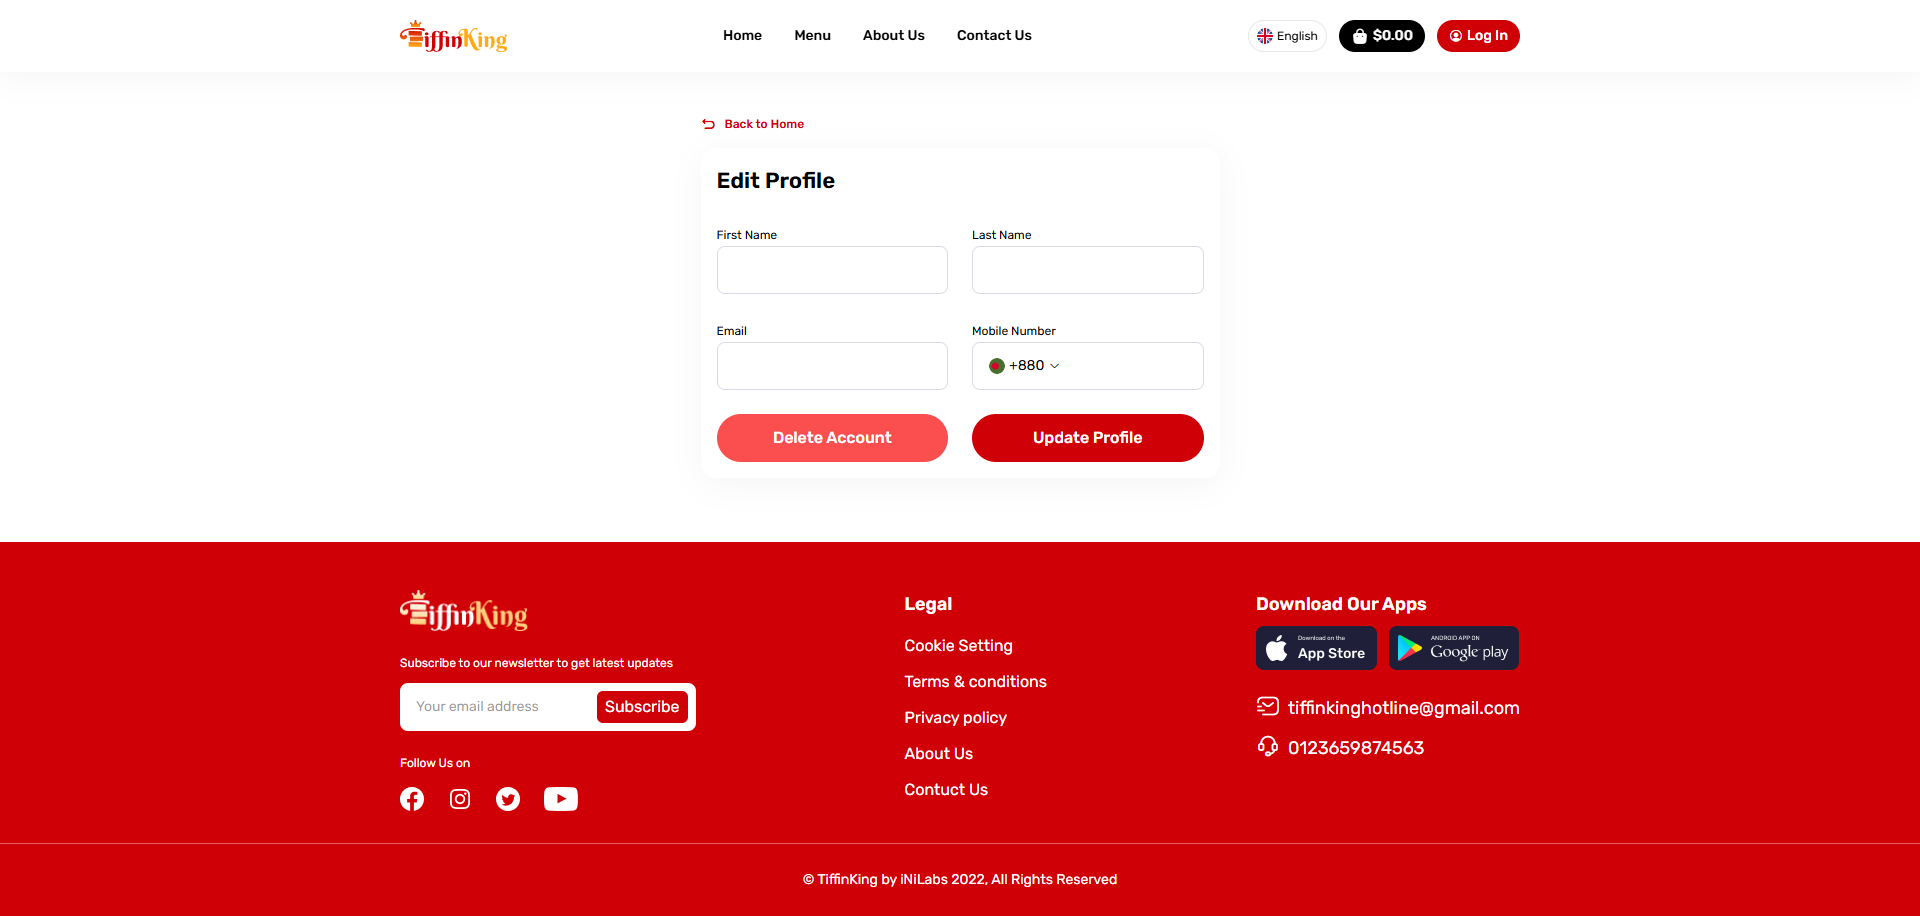 TiffinKing
Home Menu About Us Contact Us
English $0.00 Log In
Back to Home
Edit Profile
First Name Last Name
Email Mobile Number
+880
Delete Account Update Profile
TiffinKing
Subscribe to our newsletter to get latest updates
Your email address Subscribe
Follow Us on
Legal
Cookie Setting
Terms & conditions
Privacy policy
About Us
Contuct Us
Download Our Apps
Download on the
App Store
ANDROID APP ON
Google play
tiffinkinghotline@gmail.com
0123659874563
© TiffinKing by iNiLabs 2022, All Rights Reserved